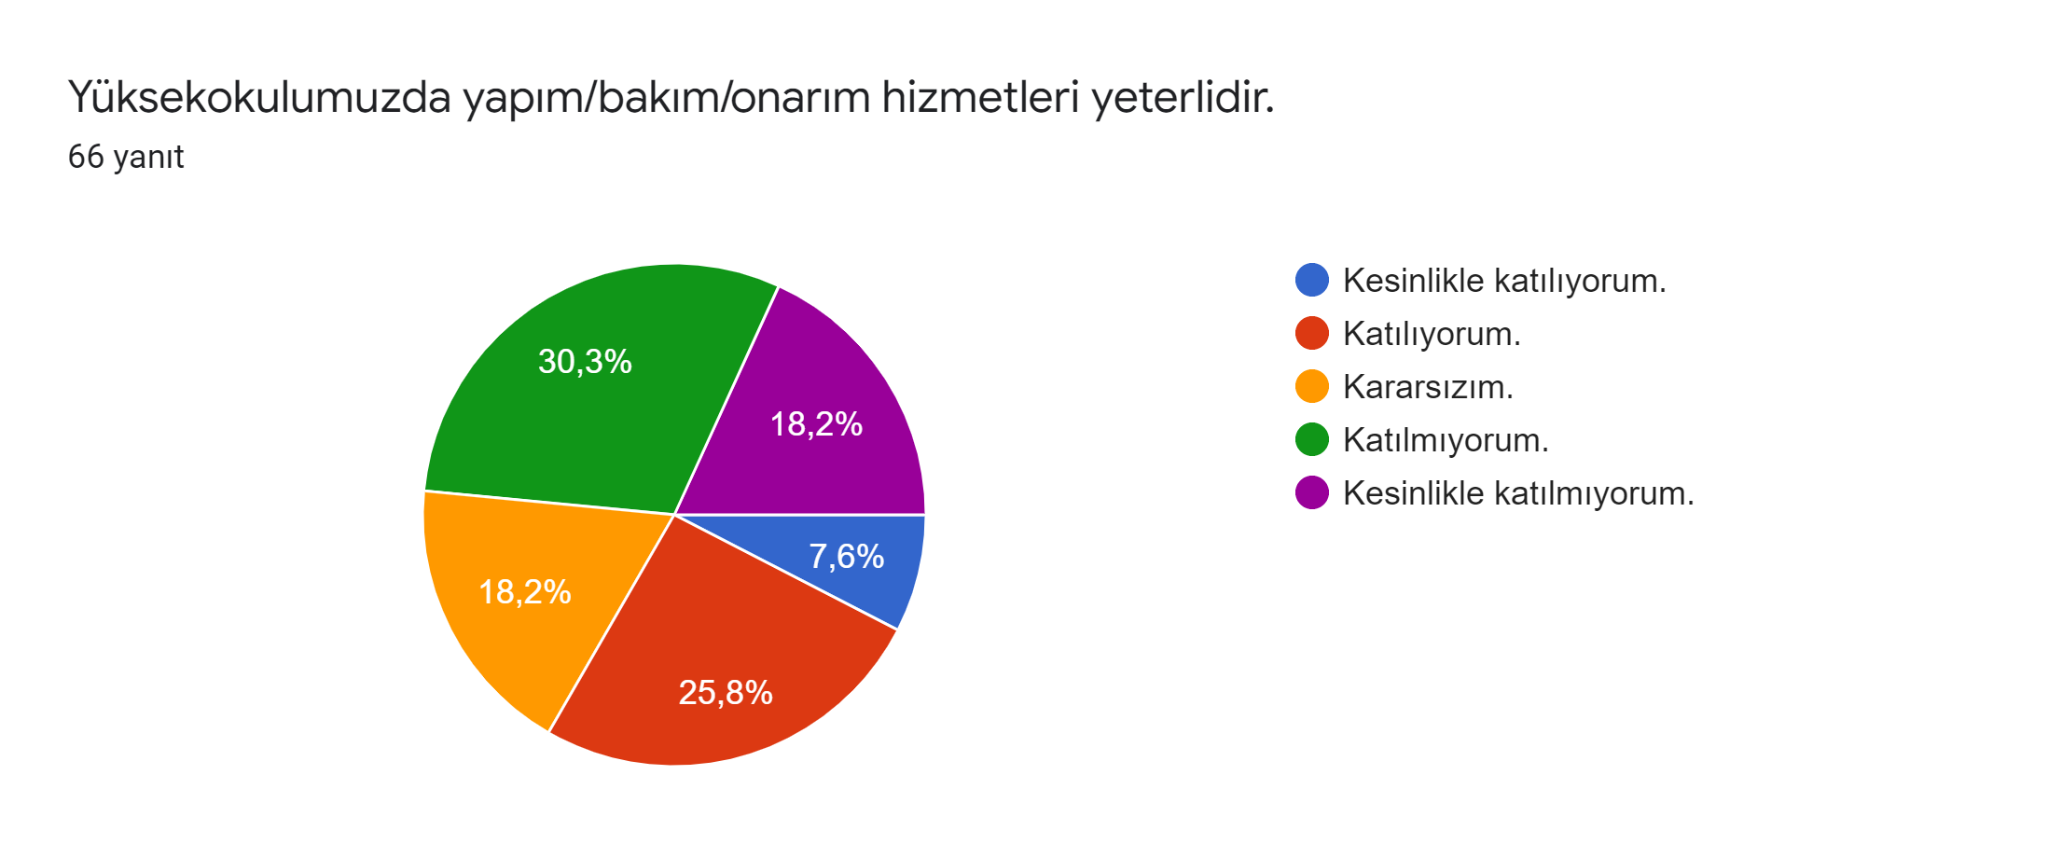 Yüksekokulumuzda yapım/bakım/onarım hizmetleri yeterlidir.
66 yanıt
30,3%
18,2%
7,6%
18,2%
25,8%
Kesinlikle katılıyorum.
Katılıyorum.
Kararsızım.
Katılmıyorum.
Kesinlikle katılmıyorum.